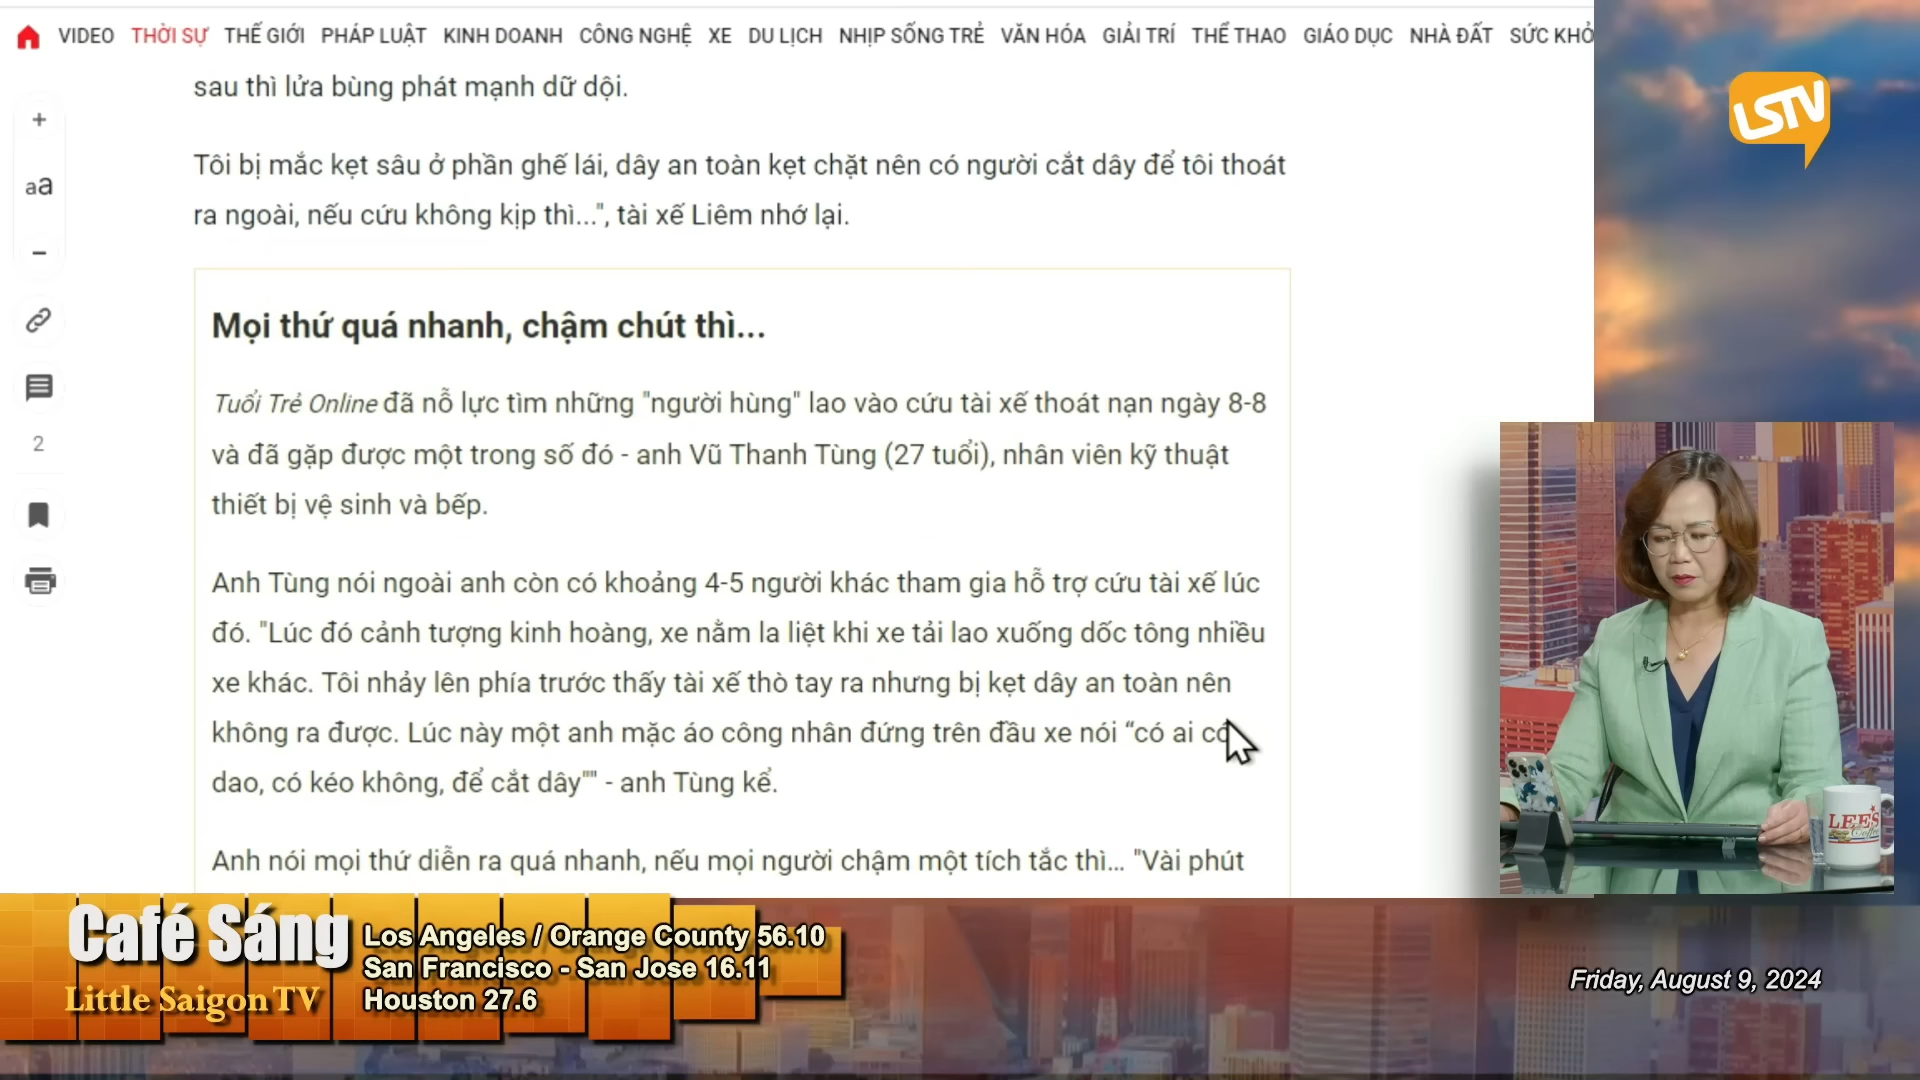 VIDEO THỜI SỰ THẾ GIỚI PHÁP LUẬT KINH DOANH CÔNG NGHỆ XE DU LỊCH NHỊP SỐNG TRẺ VĂN HÓA GIẢI TRÍ THỂ THAO GIÁO DỤC NHÀ ĐẤT SỨC KHỎ
sau thì lửa bùng phát mạnh dữ dội.
aa
Tôi bị mắc kẹt sâu ở phần ghế lái, dây an toàn kẹt chặt nên có người cắt dây để tôi thoát
ra ngoài, nếu cứu không kịp thì...", tài xế Liêm nhớ lại.
Mọi thứ quá nhanh, chậm chút thì...
Tuổi Trẻ Online đã nỗ lực tìm những "người hùng" lao vào cứu tài xế thoát nạn ngày 8-8
và đã gặp được một trong số đó - anh Vũ Thanh Tùng (27 tuổi), nhân viên kỹ thuật
thiết bị vệ sinh và bếp.
2
Anh Tùng nói ngoài anh còn có khoảng 4-5 người khác tham gia hỗ trợ cứu tài xế lúc
đó. "Lúc đó cảnh tượng kinh hoàng, xe nằm la liệt khi xe tải lao xuống dốc tông nhiều
xe khác. Tôi nhảy lên phía trước thấy tài xế thò tay ra nhưng bị kẹt dây an toàn nên
không ra được. Lúc này một anh mặc áo công nhân đứng trên đầu xe nói “có ai có
dao, có kéo không, để cắt dây"" - anh Tùng kể.
Anh nói mọi thứ diễn ra quá nhanh, nếu mọi người chậm một tích tắc thì... "Vài phút
LSTV
LEE'S
Coffee
Café Sáng
Little Saigon TV
Los Angeles / Orange County 56.10
San Francisco - San Jose 16.11
Houston 27.6
Friday, August 9, 2024